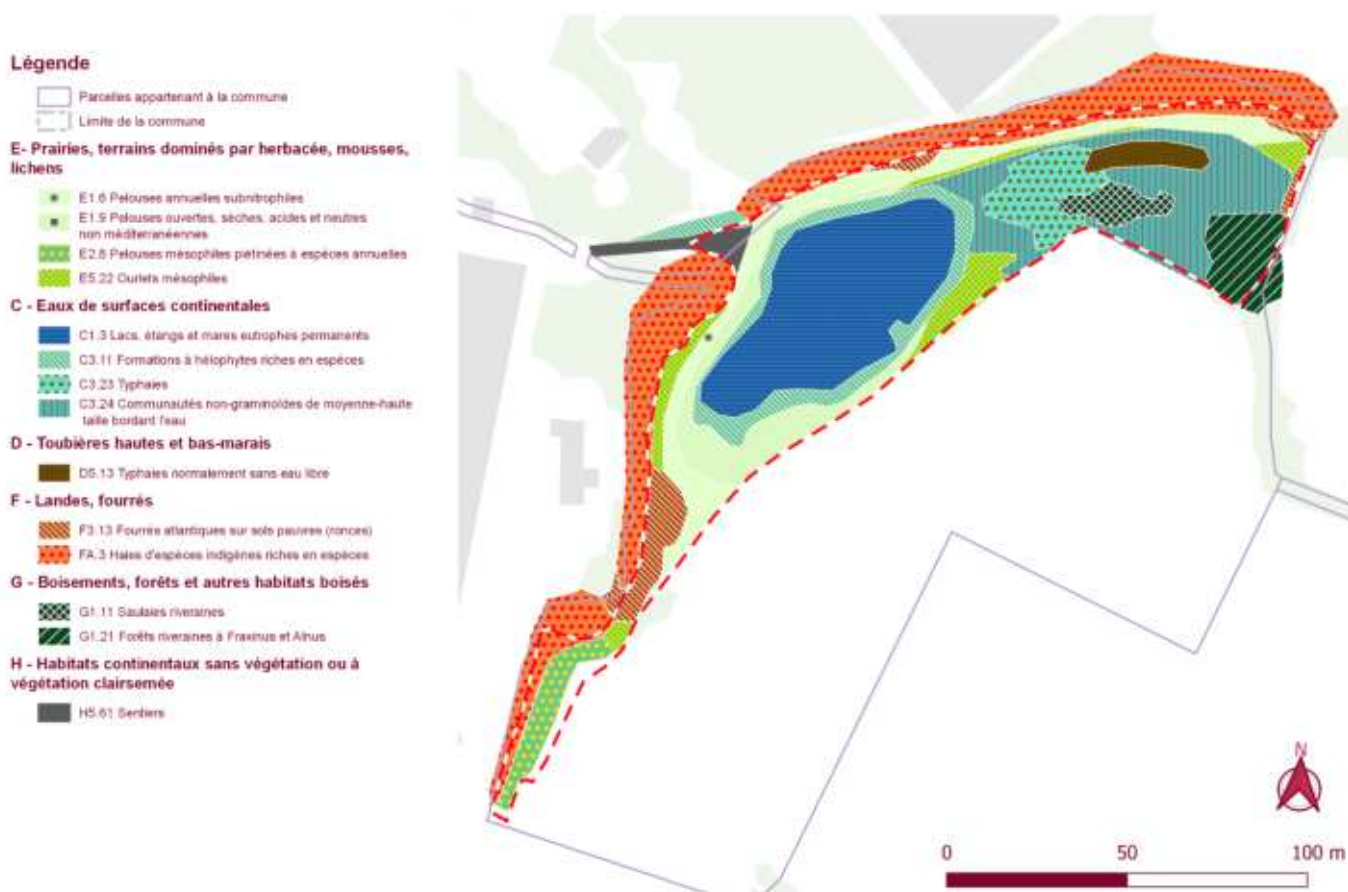 Légende
Parcelles appartenant à la commune
Limite de la commune
E- Prairies, terrains dominés par herbacée, mousses,
lichens
E1.6 Pelouses annuelles subnitrophiles
E1.9 Pelouses ouvertes, sèches, acides et neutres
non méditerranéennes
E2.8 Pelouses mésophiles piétinées à espèces annuelles
E5.22 Ourlets mésophiles
C - Eaux de surfaces continentales
C1.3 Lacs, étangs et mares eutrophes permanents
C3.11 Formations à hélophytes riches en espèces
C3.23 Typhaies
C3.24 Communautés non-graminoïdes de moyenne-haute
taille bordant l'eau
D - Toubières hautes et bas-marais
D5.13 Typhaies normalement sans eau libre
F - Landes, fourrés
F3.13 Fourrés atlantiques sur sols pauvres (ronces)
FA.3 Haies d'espèces indigènes riches en espèces
G - Boisements, forêts et autres habitats boisés
G1.11 Saulaies riveraines
G1.21 Forêts riveraines à Fraxinus et Alnus
H - Habitats continentaux sans végétation ou à
végétation clairsemée
H5.61 Sentiers
N
0 50 100 m